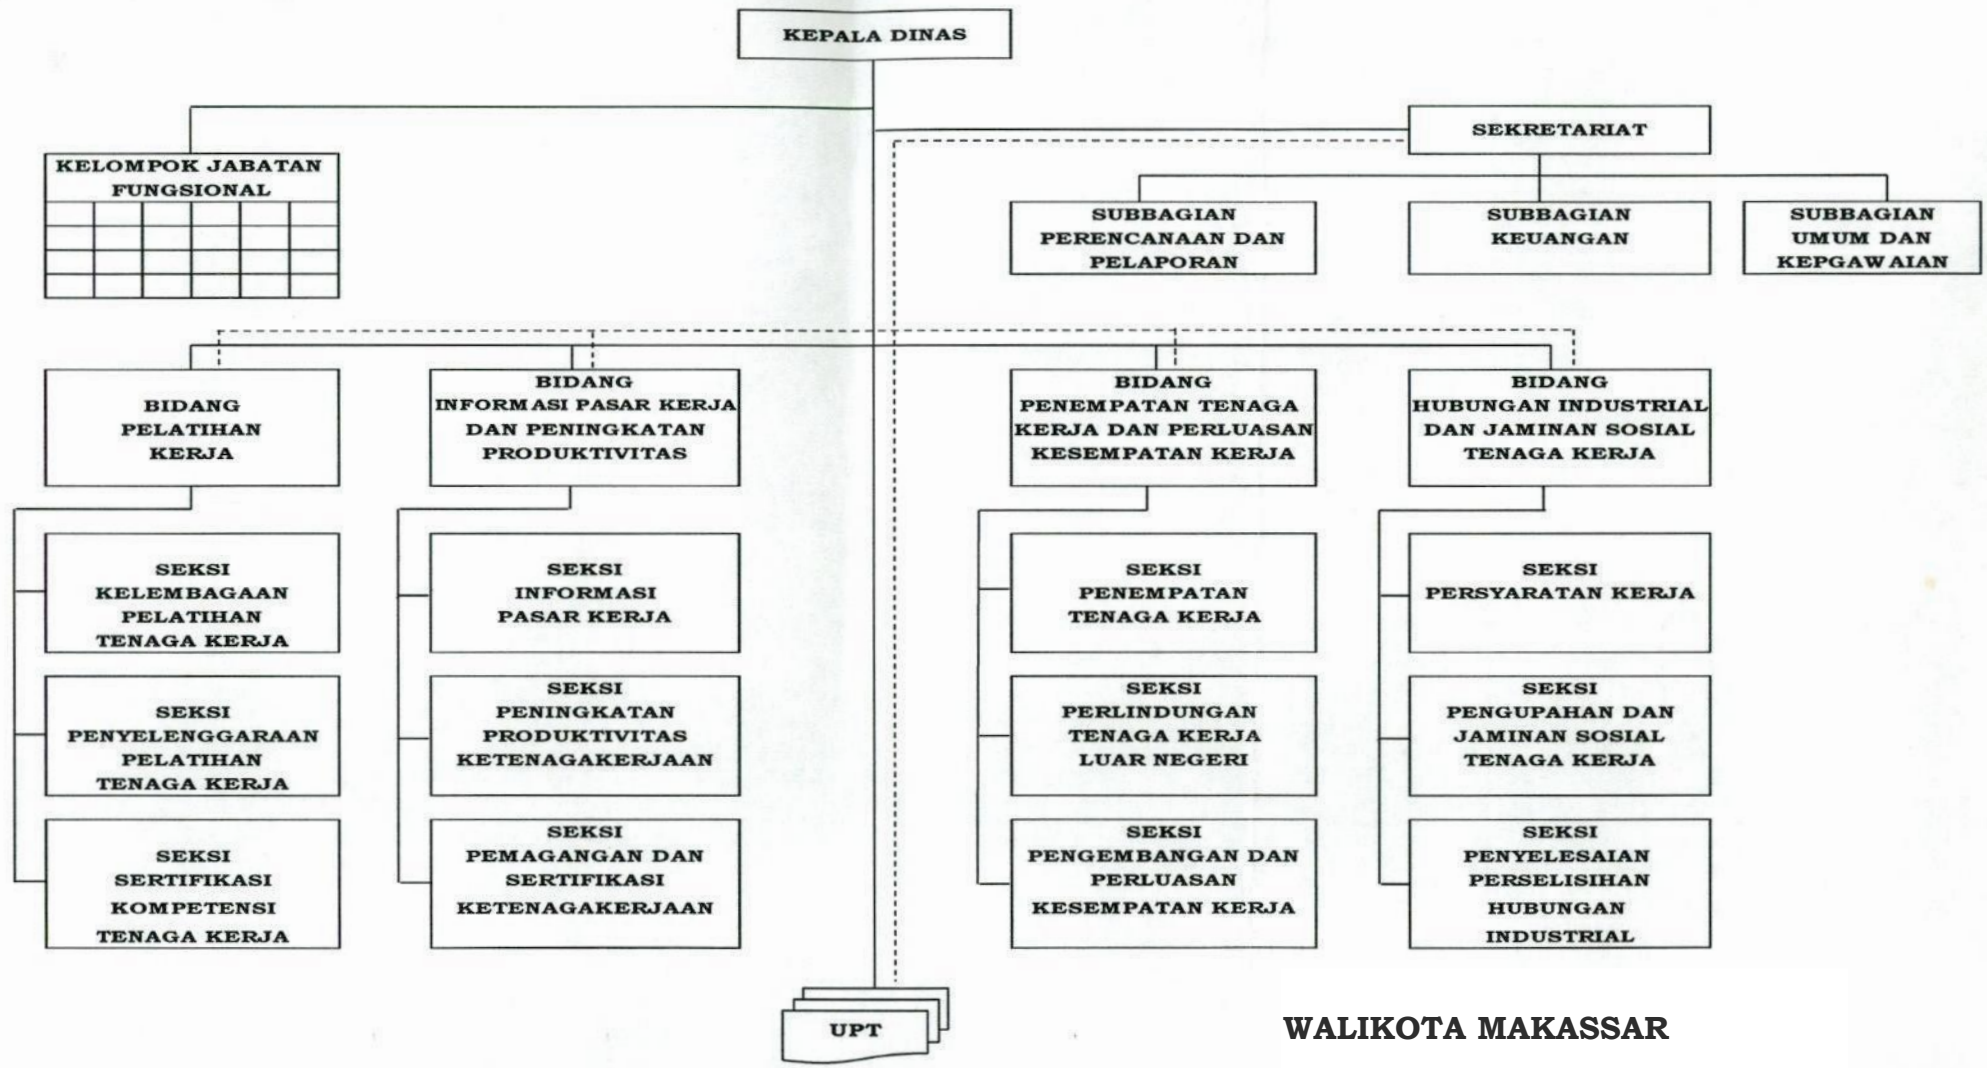 KEPALA DINAS
SEKRETARIAT
KELOMPOK JABATAN
FUNGSIONAL
SUBBAGIAN
PERENCANAAN DAN
PELAPORAN
SUBBAGIAN
KEUANGAN
SUBBAGIAN
UMUM DAN
KEPGAWAIAN
BIDANG
PELATIHAN
KERJA
BIDANG
INFORMASI PASAR KERJA
DAN PENINGKATAN
PRODUKTIVITAS
BIDANG
PENEMPATAN TENAGA
KERJA DAN PERLUASAN
KESEMPATAN KERJA
BIDANG
HUBUNGAN INDUSTRIAL
DAN JAMINAN SOSIAL
TENAGA KERJA
SEKSI
KELEMBAGAAN
PELATIHAN
TENAGA KERJA
SEKSI
INFORMASI
PASAR KERJA
SEKSI
PENEMPATAN
TENAGA KERJA
SEKSI
PERSYARATAN KERJA
SEKSI
PENYELENGGARAAN
PELATIHAN
TENAGA KERJA
SEKSI
PENINGKATAN
PRODUKTIVITAS
KETENAGAKERJAAN
SEKSI
PERLINDUNGAN
TENAGA KERJA
LUAR NEGERI
SEKSI
PENGUPAHAN DAN
JAMINAN SOSIAL
TENAGA KERJA
SEKSI
SERTIFIKASI
KOMPETENSI
TENAGA KERJA
SEKSI
PEMAGANGAN DAN
SERTIFIKASI
KETENAGAKERJAAN
SEKSI
PENGEMBANGAN DAN
PERLUASAN
KESEMPATAN KERJA
SEKSI
PENYELESAIAN
PERSELISIHAN
HUBUNGAN
INDUSTRIAL
UPT
WALIKOTA MAKASSAR